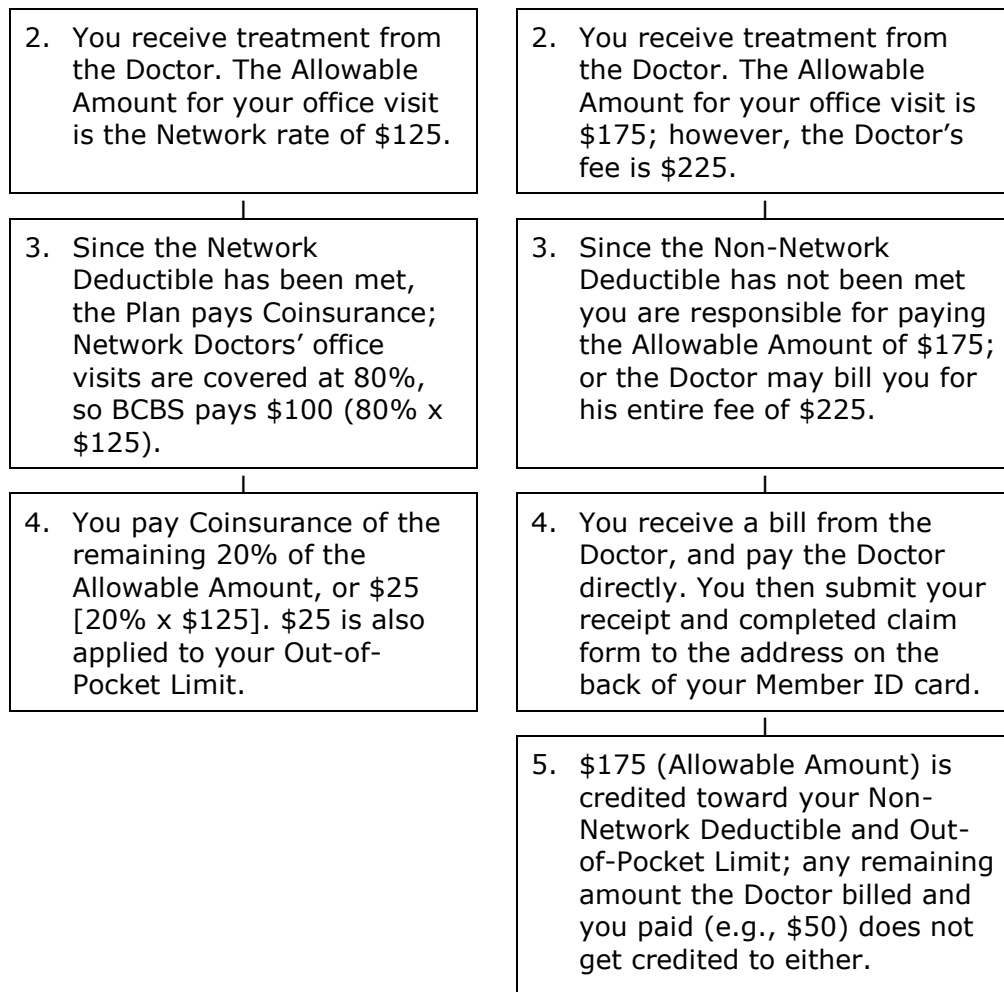 2. You receive treatment from
the Doctor. The Allowable
Amount for your office visit
is the Network rate of $125.
3. Since the Network
Deductible has been met,
the Plan pays Coinsurance;
Network Doctors’ office
visits are covered at 80%,
so BCBS pays $100 (80% x
$125).
4. You pay Coinsurance of the
remaining 20% of the
Allowable Amount, or $25
[20% x $125]. $25 is also
applied to your Out-of-
Pocket Limit.
2. You receive treatment from
the Doctor. The Allowable
Amount for your office visit is
$175; however, the Doctor’s
fee is $225.
3. Since the Non-Network
Deductible has not been met
you are responsible for paying
the Allowable Amount of $175;
or the Doctor may bill you for
his entire fee of $225.
4. You receive a bill from the
Doctor, and pay the Doctor
directly. You then submit your
receipt and completed claim
form to the address on the
back of your Member ID card.
5. $175 (Allowable Amount) is
credited toward your Non-
Network Deductible and Out-
of-Pocket Limit; any remaining
amount the Doctor billed and
you paid (e.g., $50) does not
get credited to either.